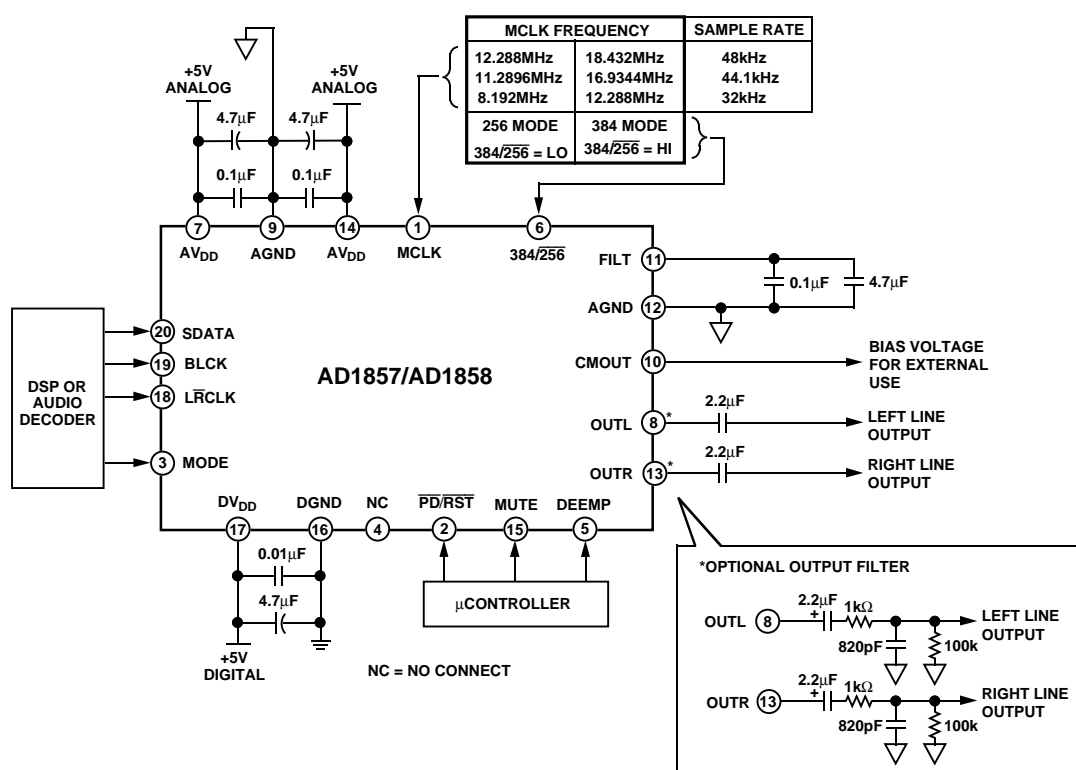 MCLK FREQUENCY SAMPLE RATE
12.288MHz 18.432MHz 48kHz
11.2896MHz 16.9344MHz 44.1kHz
8.192MHz 12.288MHz 32kHz
256 MODE 384 MODE
384/256 = LO 384/256 = HI
+5V
ANALOG
+5V
ANALOG
4.7μF 4.7μF
0.1μF 0.1μF
7 9 14 1 6
AVDD AGND AVDD MCLK 384/256
FILT 11
0.1μF 4.7μF
AGND 12
CMOUT 10
BIAS VOLTAGE
FOR EXTERNAL
USE
OUTL 8*
2.2μF
LEFT LINE
OUTPUT
OUTR 13*
2.2μF
RIGHT LINE
OUTPUT
DSP OR
AUDIO
DECODER
20 SDATA
19 BLCK
18 LRCLK
3 MODE
AD1857/AD1858
DVDD DGND NC PD/RST MUTE DEEMP
17 16 4 2 15 5
0.01μF
4.7μF
+5V
DIGITAL
μCONTROLLER
NC = NO CONNECT
*OPTIONAL OUTPUT FILTER
OUTL 8
2.2μF
+
1kΩ
820pF
100k
LEFT LINE
OUTPUT
OUTR 13
2.2μF
+
1kΩ
820pF
100k
RIGHT LINE
OUTPUT